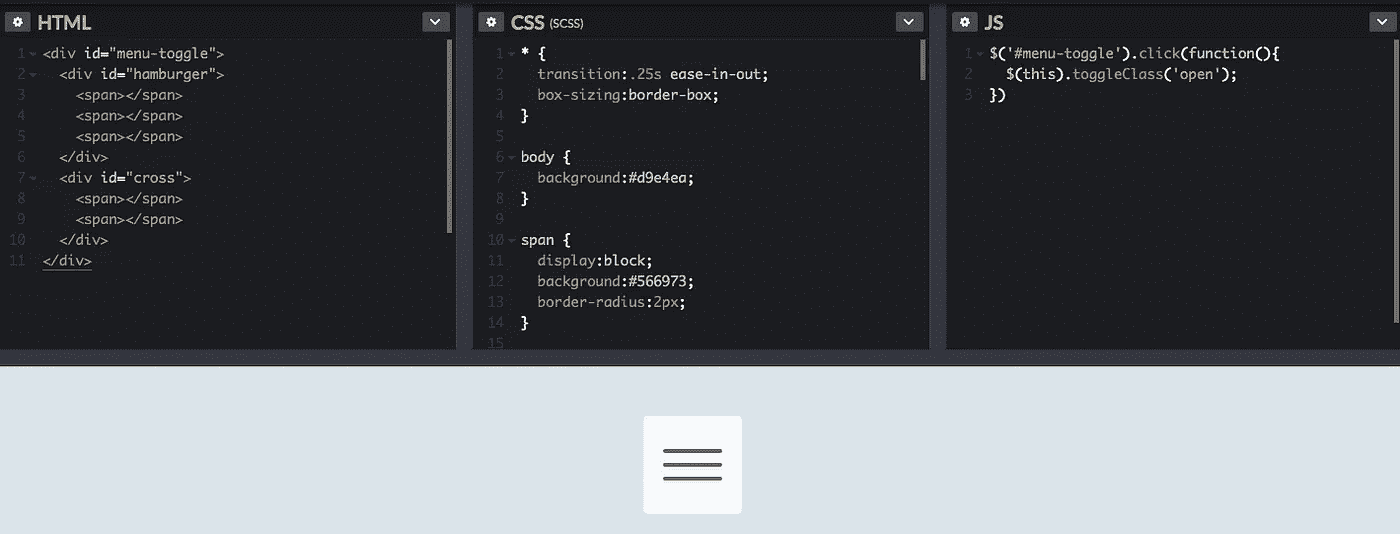 HTML
1 <div id="menu-toggle">
2 <div id="hamburger">
3 <span></span>
4 <span></span>
5 <span></span>
6 </div>
7 <div id="cross">
8 <span></span>
9 <span></span>
10 </div>
11 </div>
CSS (SCSS)
1 * {
2 transition:.25s ease-in-out;
3 box-sizing:border-box;
4 }
5
6 body {
7 background:#d9e4ea;
8 }
9
10 span {
11 display:block;
12 background:#566973;
13 border-radius:2px;
14 }
15
JS
1 $('#menu-toggle').click(function(){
2 $(this).toggleClass('open');
3 })